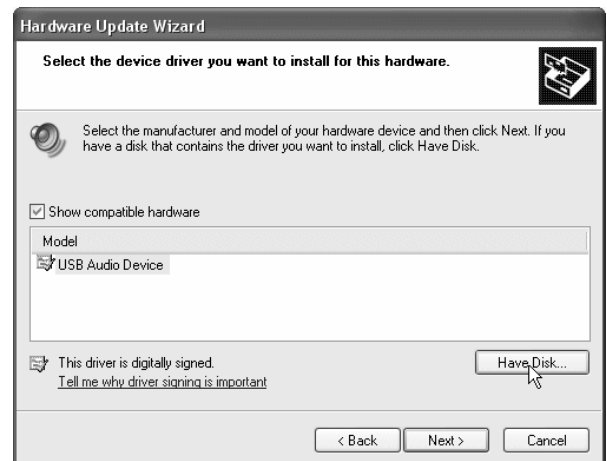 Hardware Update Wizard
Select the device driver you want to install for this hardware.
Select the manufacturer and model of your hardware device and then click Next. If you
have a disk that contains the driver you want to install, click Have Disk.
Show compatible hardware
Model
USB Audio Device
This driver is digitally signed.
Have Disk...
Tell me why driver signing is important
< Back Next > Cancel